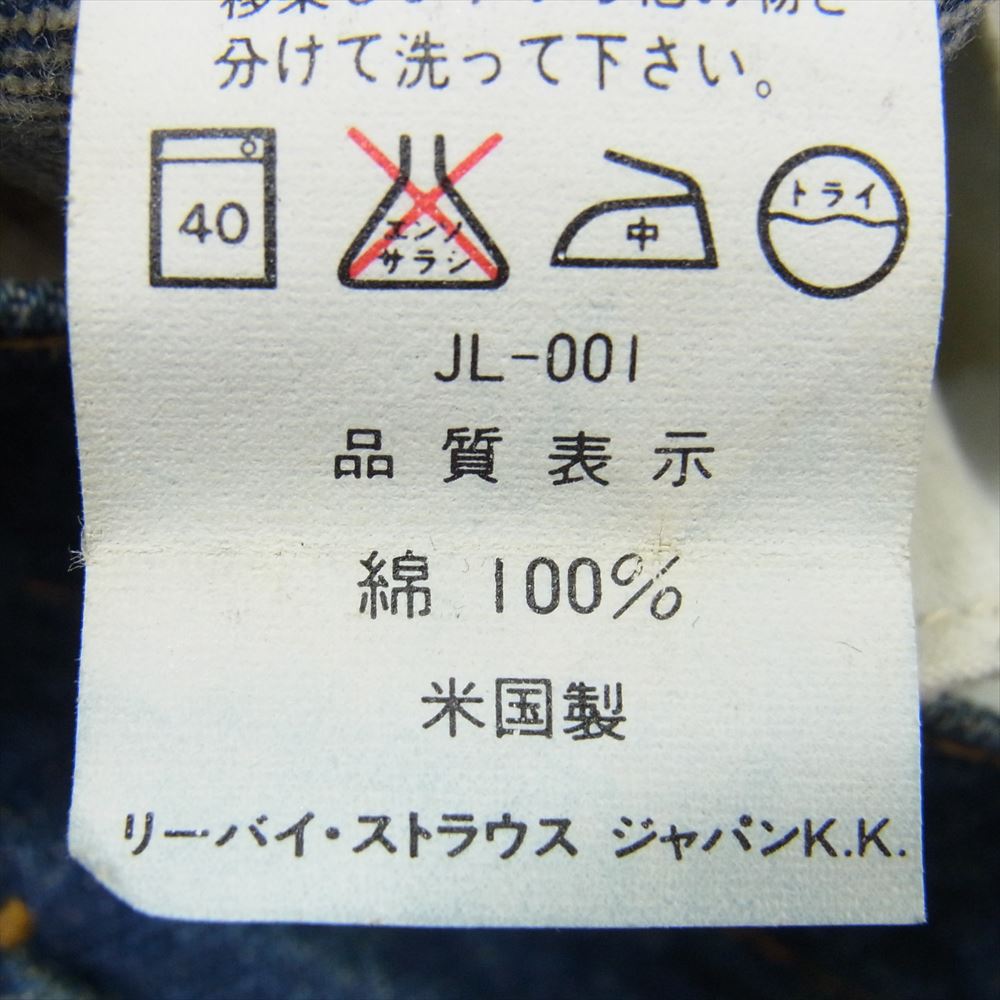 分けて洗って下さい。
40 エンソ サラシ 中 トライ
JL-001
品質表示
綿 100%
米国製
リーバイ・ストラウス ジャパンK.K.